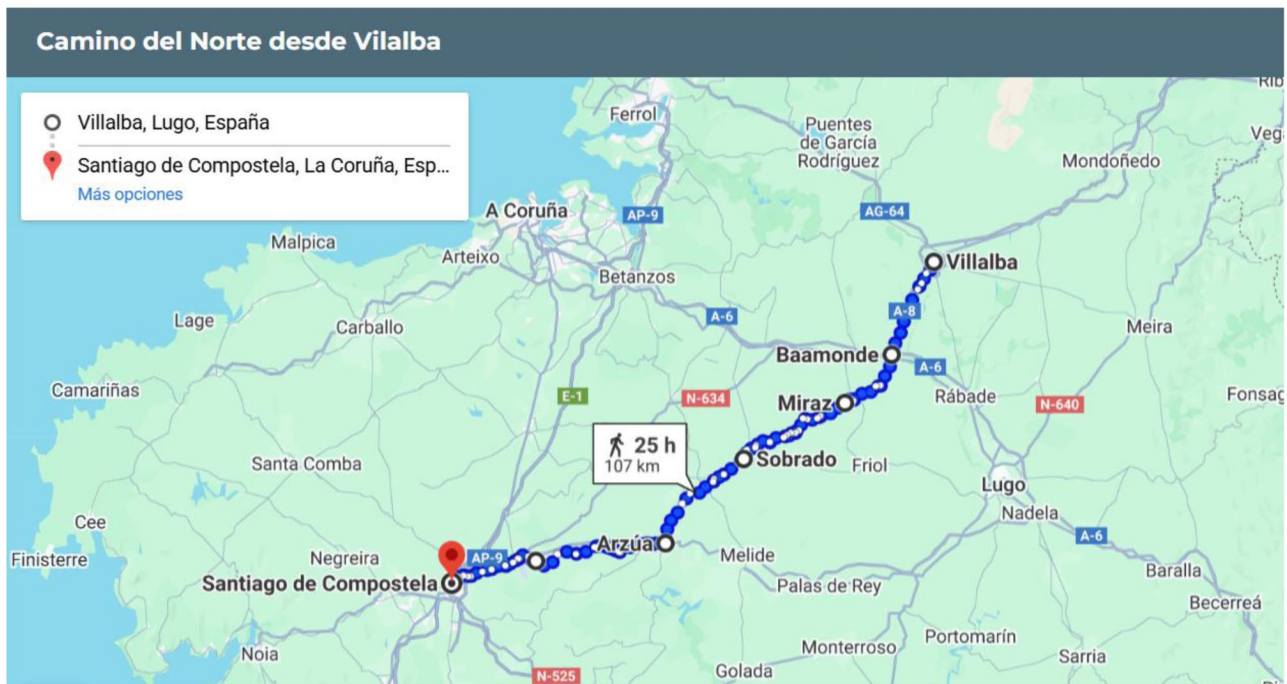 Camino del Norte desde Vilalba
Villalba, Lugo, España
Santiago de Compostela, La Coruña, Esp...
Más opciones
Rib
Ferrol
Puentes
de García
Rodríguez
Mondoñedo
Veg
A Coruña
AP-9
AG-64
Malpica
Arteixo
Betanzos
Villalba
Lage
Carballo
A-6
A-8
Meira
Baamonde
A-6
Camariñas
E-1
N-634
Miraz
Rábade
N-640
Fonsag
25 h
107 km
Santa Comba
Sobrado
Friol
Lugo
Nadela
Cee
Finisterre
Negreira
AP-9
Arzúa
Melide
A-6
Santiago de Compostela
Palas de Rey
Baralla
Becerreá
Noia
Monterroso
Portomarín
Sarria
N-525
Golada